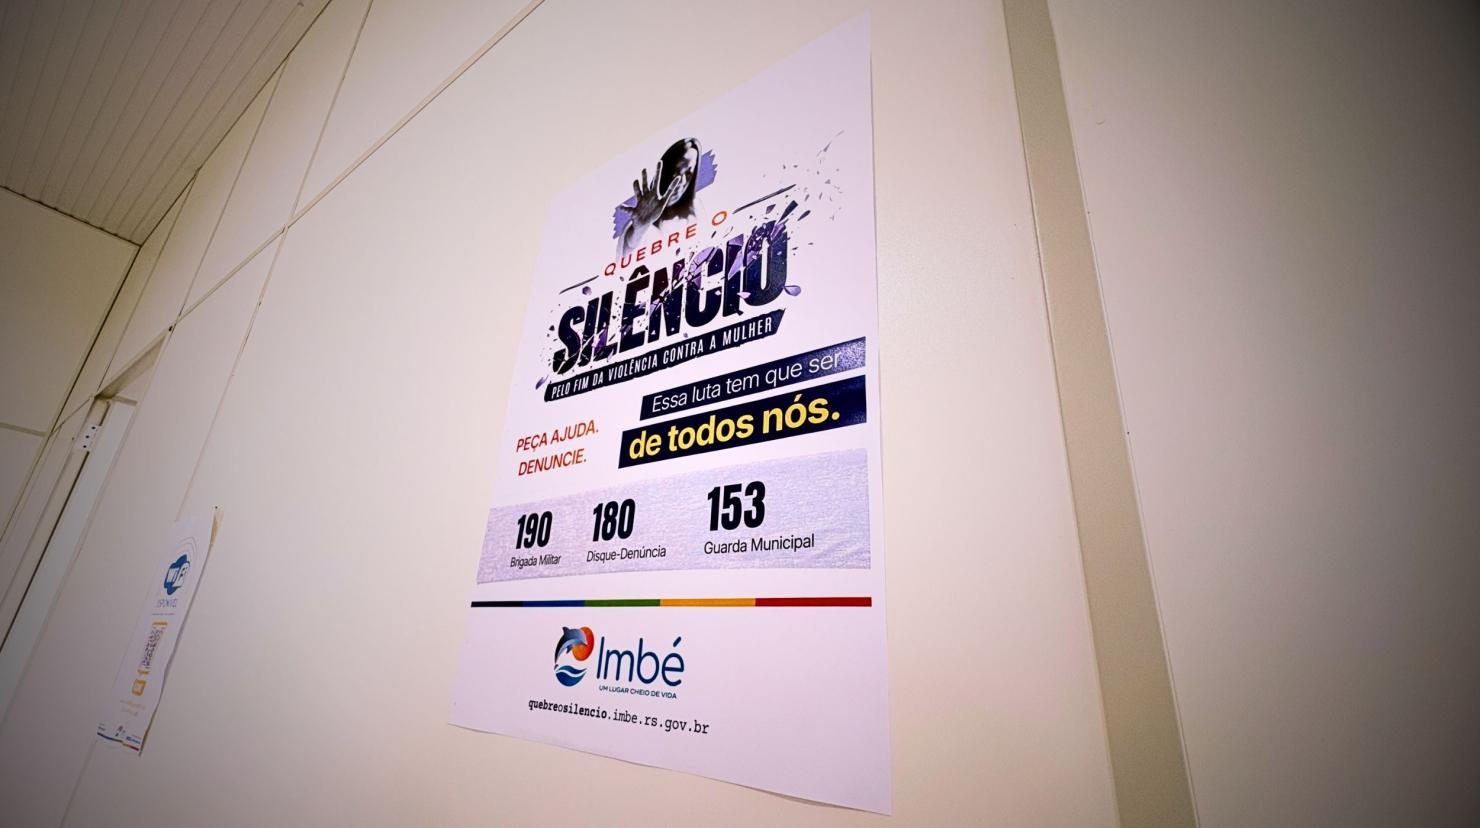 QUEBRE O
SILÊNCIO
PELO FIM DA VIOLÊNCIA CONTRA A MULHER
Essa luta tem que ser
de todos nós.
PEÇA AJUDA.
DENUNCIE.
190
Brigada Militar
180
Disque-Denúncia
153
Guarda Municipal
Imbé
UM LUGAR CHEIO DE VIDA
quebreosilencio.imbe.rs.gov.br
WiFi
DISPONÍVEL